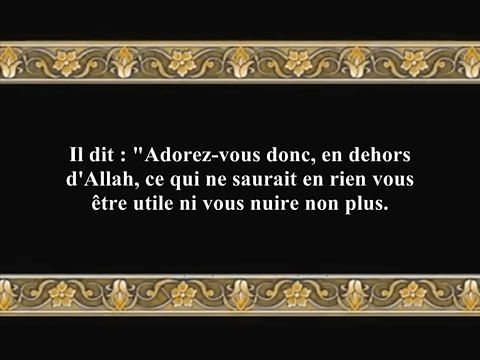 Il dit : "Adorez-vous donc, en dehors
d'Allah, ce qui ne saurait en rien vous
être utile ni vous nuire non plus.